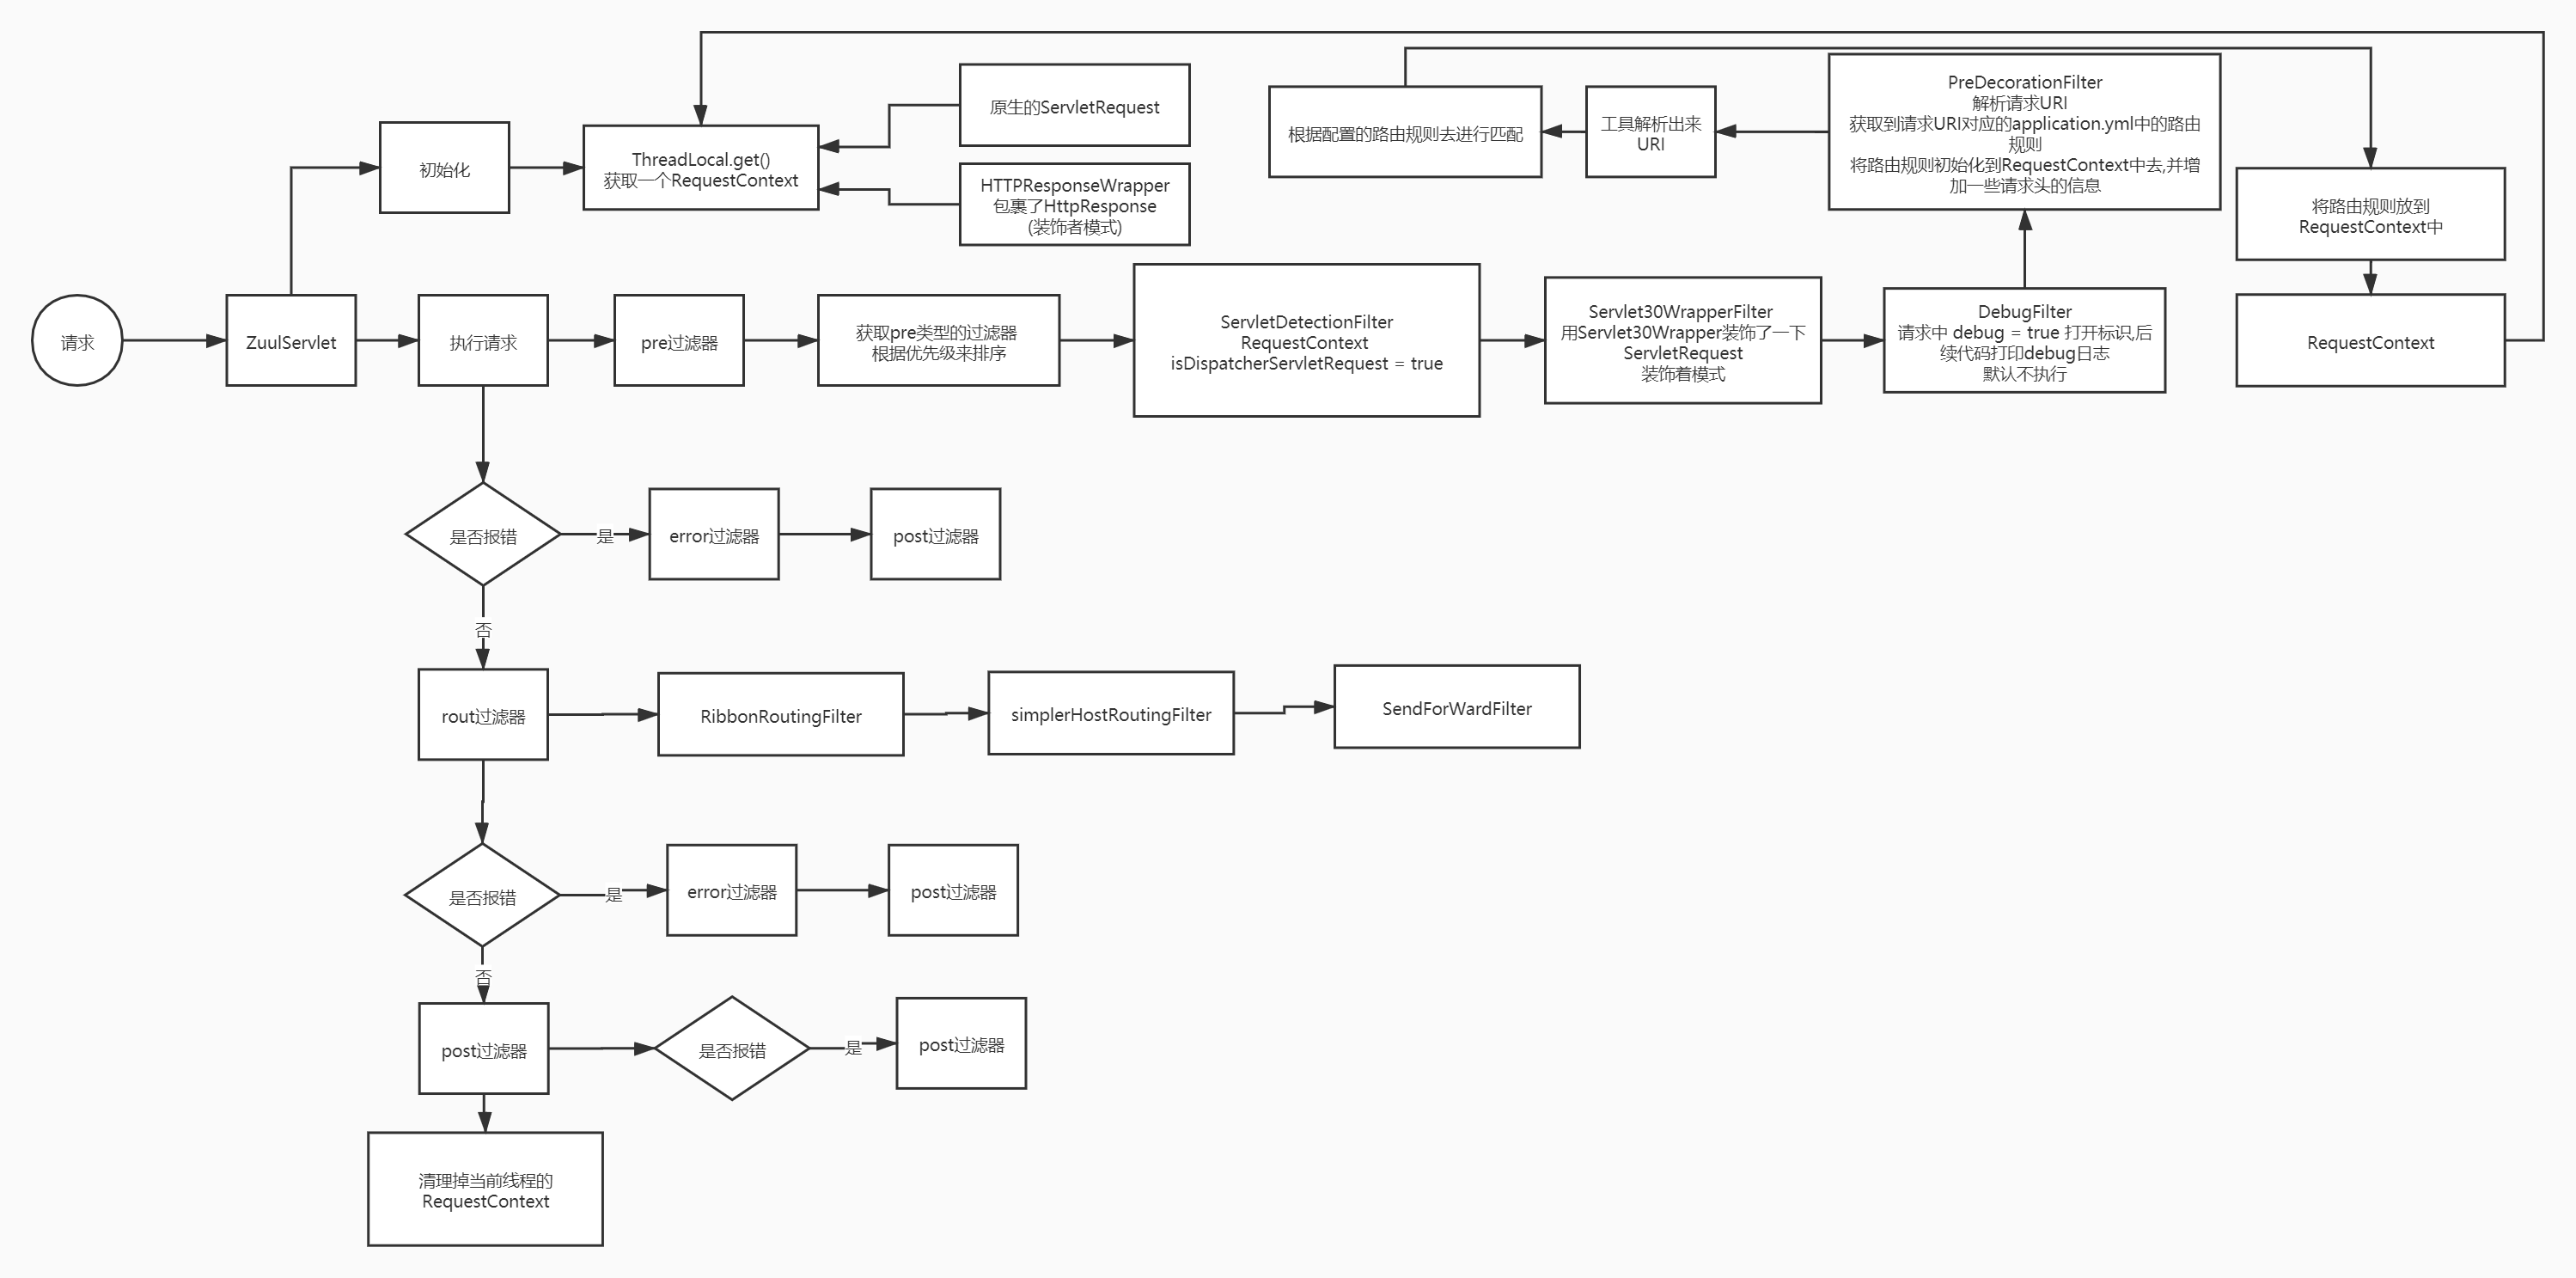 原生的ServletRequest
初始化
ThreadLocal.get()
获取一个RequestContext
HTTPResponseWrapper
包裹了HttpResponse
(装饰者模式)
根据配置的路由规则去进行匹配
工具解析出来
URI
PreDecorationFilter
解析请求URI
获取到请求URI对应的application.yml中的路由
规则
将路由规则初始化到RequestContext中去,并增
加一些请求头的信息
将路由规则放到
RequestContext中
请求
ZuulServlet
执行请求
pre过滤器
获取pre类型的过滤器
根据优先级来排序
ServletDetectionFilter
RequestContext
isDispatcherServletRequest = true
Servlet30WrapperFilter
用Servlet30Wrapper装饰了一下
ServletRequest
装饰着模式
DebugFilter
请求中 debug = true 打开标识,后
续代码打印debug日志
默认不执行
RequestContext
是否报错
是
error过滤器
post过滤器
否
rout过滤器
RibbonRoutingFilter
simplerHostRoutingFilter
SendForWardFilter
是否报错
是
error过滤器
post过滤器
否
post过滤器
是否报错
是
post过滤器
清理掉当前线程的
RequestContext